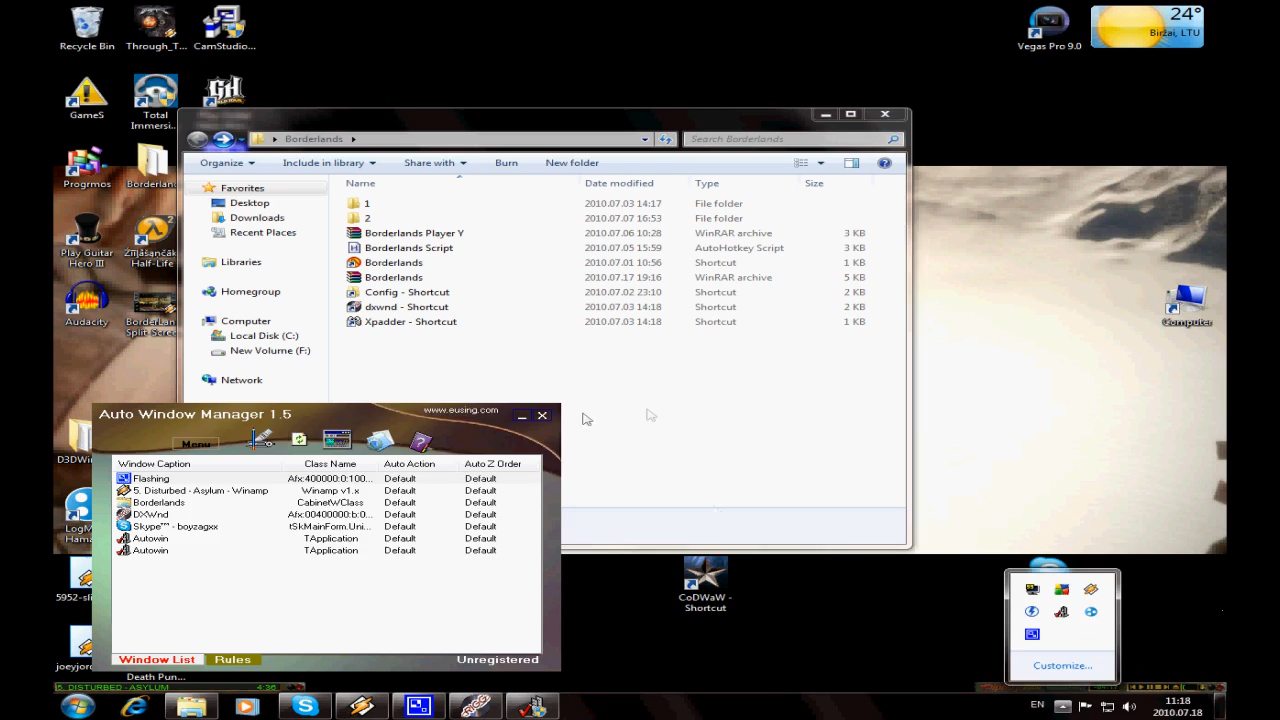 Recycle Bin
Through_T...
CamStudio...
Vegas Pro 9.0
24°
Biržai, LTU
GameS
Total Immersi...
Borderlands
Search Borderlands
Organize
Include in library
Share with
Burn
New folder
Progrmos
Borderland
Favorites
Desktop
Downloads
Recent Places
Libraries
Homegroup
Computer
Local Disk (C:)
New Volume (F:)
Network
Name Date modified Type Size
1 2010.07.03 14:17 File folder
2 2010.07.07 16:53 File folder
Borderlands Player Y 2010.07.06 10:28 WinRAR archive 3 KB
Borderlands Script 2010.07.05 15:59 AutoHotkey Script 3 KB
Borderlands 2010.07.01 10:56 Shortcut 2 KB
Borderlands 2010.07.17 19:16 WinRAR archive 5 KB
Config - Shortcut 2010.07.02 23:10 Shortcut 2 KB
dxwnd - Shortcut 2010.07.03 14:18 Shortcut 2 KB
Xpadder - Shortcut 2010.07.03 14:18 Shortcut 1 KB
Play Guitar Hero III
Half-Life
Audacity
Computer
D3DWin
LogM
Hama
5952-sli
joeyjor
Death Pun...
Auto Window Manager 1.5
www.eusing.com
Menu
Window Caption Class Name Auto Action Auto Z Order
Flashing Afx:400000:0:100... Default Default
5. Disturbed - Asylum - Winamp Winamp v1.x Default Default
Borderlands CabinetWClass Default Default
DXWnd Afx:00400000:b:0... Default Default
Skype™ - boyzagxx tSkMainForm.Uni... Default Default
Autowin TApplication Default Default
Autowin TApplication Default Default
Window List
Rules
Unregistered
CoDWaW - Shortcut
Customize...
5. DISTURBED - ASYLUM 4:36
EN
11:18
2010.07.18